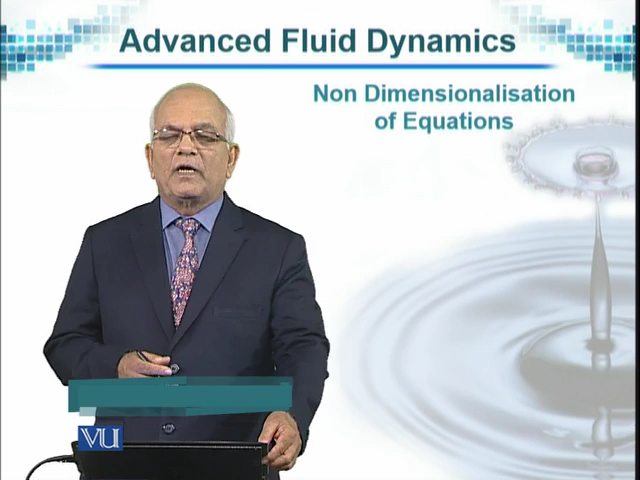 Advanced Fluid Dynamics
Non Dimensionalisation
of Equations
VU